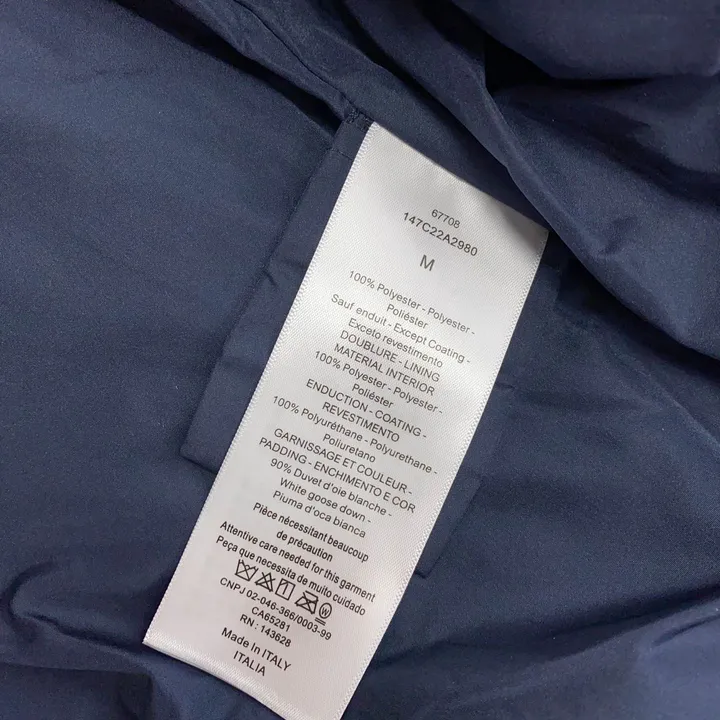 67708
147C22A2980
M
100% Polyester - Polyester -
Poliéster
Sauf enduit - Except Coating -
Exceto revestimento
DOUBLURE - LINING
MATERIAL INTERIOR
100% Polyester - Polyester -
Poliéster
ENDUCTION - COATING -
REVESTIMENTO
100% Polyuréthane - Polyurethane -
Poliuretano
GARNISSAGE ET COULEUR -
PADDING - ENCHIMENTO E COR
90% Duvet d'oie blanche -
White goose down -
Piuma d'oca bianca
Pièce nécessitant beaucoup
de précaution
Attentive care needed for this garment
Peça que necessita de muito cuidado
W
CNPJ 02-046-366/0003-99
CA65281
RN : 143628
Made In ITALY
ITALIA